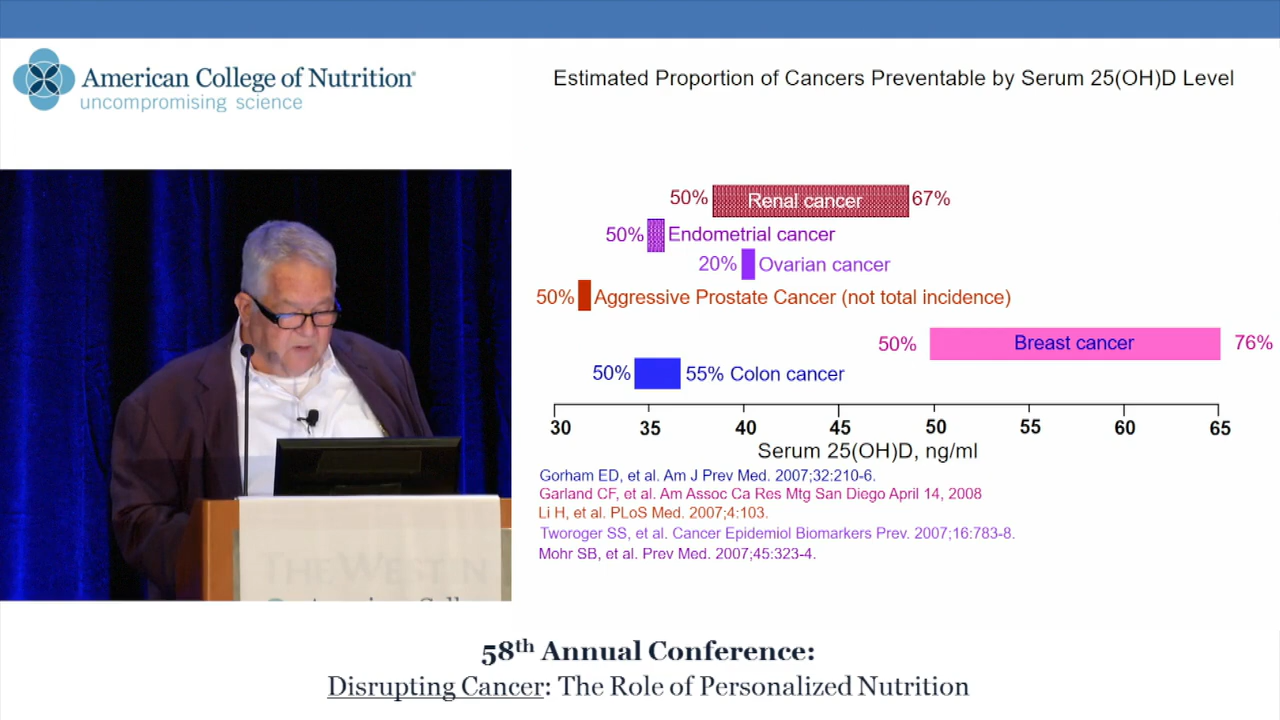 American College of Nutrition®
uncompromising science
Estimated Proportion of Cancers Preventable by Serum 25(OH)D Level
50% Renal cancer 67%
50% Endometrial cancer
20% Ovarian cancer
50% Aggressive Prostate Cancer (not total incidence)
50% Breast cancer 76%
50% 55% Colon cancer
30 35 40 45 50 55 60 65
Serum 25(OH)D, ng/ml
Gorham ED, et al. Am J Prev Med. 2007;32:210-6.
Garland CF, et al. Am Assoc Ca Res Mtg San Diego April 14, 2008
Li H, et al. PLoS Med. 2007;4:103.
Tworoger SS, et al. Cancer Epidemiol Biomarkers Prev. 2007;16:783-8.
Mohr SB, et al. Prev Med. 2007;45:323-4.
THE WESTIN
58th Annual Conference:
Disrupting Cancer: The Role of Personalized Nutrition